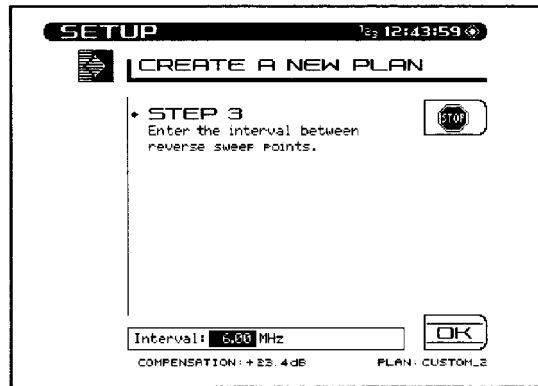 SETUP 123 12:43:59
CREATE A NEW PLAN
STEP 3
Enter the interval between
reverse sweep points.
STOP
Interval: 6.00 MHz
OK
COMPENSATION: +23.4dB PLAN: CUSTOM_2